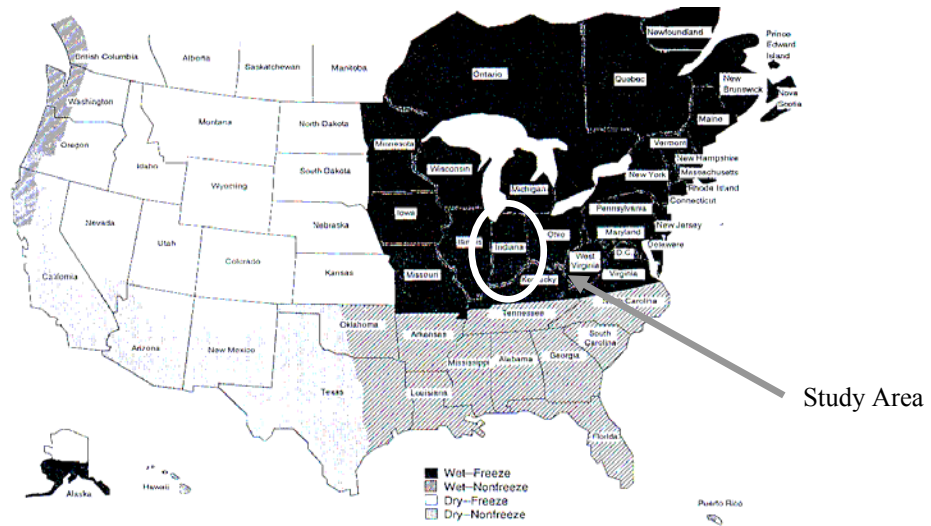 Newfoundland
Prince
Edward
Island
British Columbia
Alberta
Saskatchewan
Manitoba
Ontario
Quebec
New
Brunswick
Nova
Scotia
Washington
Maine
Montana
North Dakota
Minnesota
Vermont
Oregon
New Hampshire
Idaho
South Dakota
Wisconsin
Massachusetts
New York
Rhode Island
Wyoming
Michigan
Connecticut
Iowa
Pennsylvania
Nebraska
New Jersey
Nevada
Illinois
Indiana
Ohio
Maryland
Delaware
Utah
D.C.
West
Virginia
Colorado
Kansas
Missouri
Kentucky
Virginia
California
North Carolina
Tennessee
Oklahoma
Arkansas
South
Carolina
Arizona
New Mexico
Mississippi
Alabama
Georgia
Texas
Louisiana
Study Area
Florida
Wet–Freeze
Wet–Nonfreeze
Dry–Freeze
Dry–Nonfreeze
Alaska
Hawaii
Puerto Rico